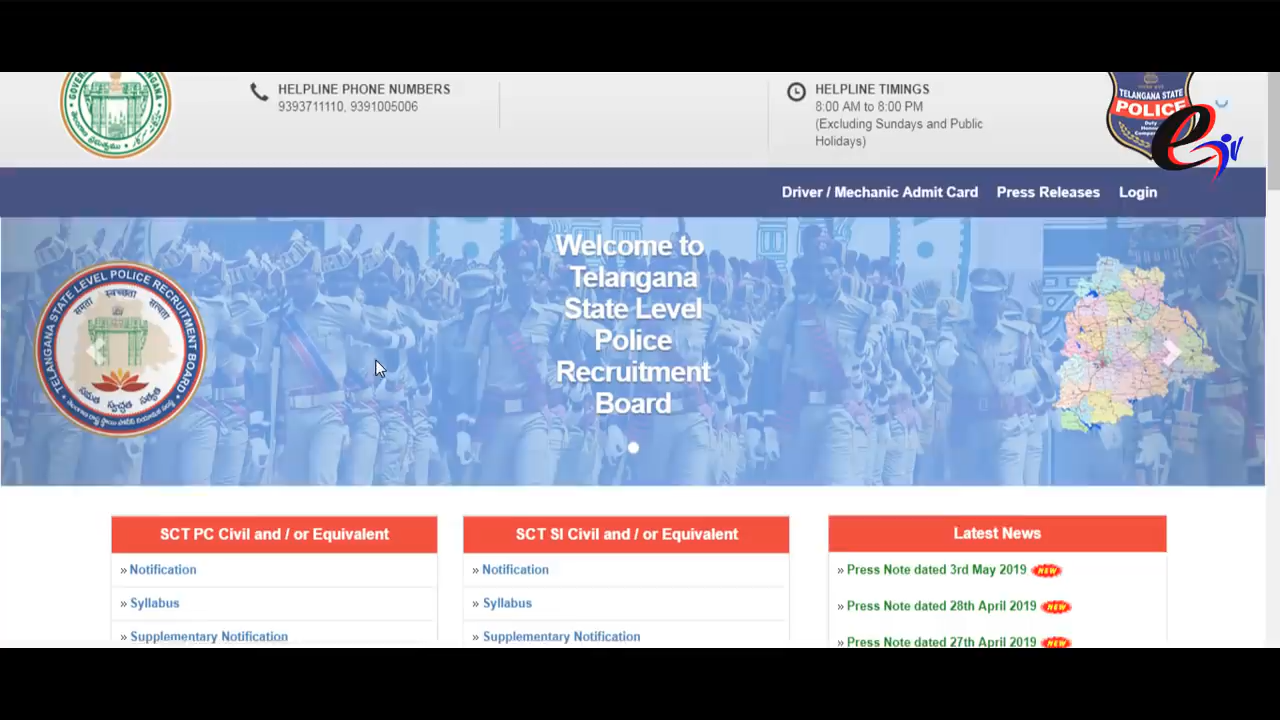 HELPLINE PHONE NUMBERS
9393711110, 9391005006
HELPLINE TIMINGS
8:00 AM to 8:00 PM
(Excluding Sundays and Public
Holidays)
TELANGANA STATE
POLICE
Driver / Mechanic Admit Card
Press Releases
Login
TELANGANA STATE LEVEL POLICE RECRUITMENT BOARD
Welcome to
Telangana
State Level
Police
Recruitment
Board
SCT PC Civil and / or Equivalent
» Notification
» Syllabus
» Supplementary Notification
SCT SI Civil and / or Equivalent
» Notification
» Syllabus
» Supplementary Notification
Latest News
» Press Note dated 3rd May 2019 NEW
» Press Note dated 28th April 2019 NEW
» Press Note dated 27th April 2019 NEW